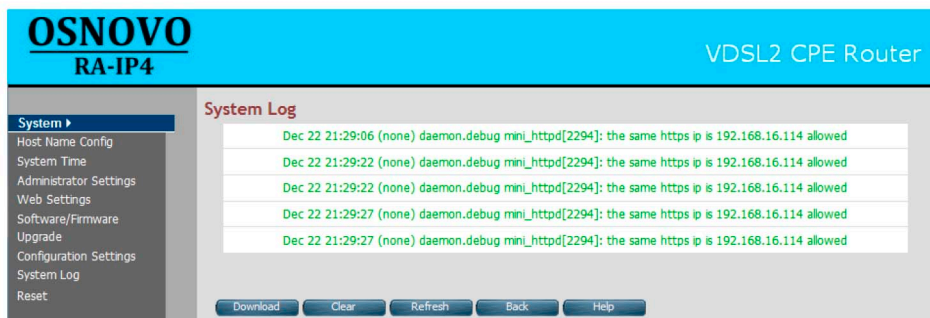 OSNOVO
RA-IP4
VDSL2 CPE Router
System
Host Name Config
System Time
Administrator Settings
Web Settings
Software/Firmware
Upgrade
Configuration Settings
System Log
Reset
System Log
Dec 22 21:29:06 (none) daemon.debug mini_httpd[2294]: the same https ip is 192.168.16.114 allowed
Dec 22 21:29:22 (none) daemon.debug mini_httpd[2294]: the same https ip is 192.168.16.114 allowed
Dec 22 21:29:22 (none) daemon.debug mini_httpd[2294]: the same https ip is 192.168.16.114 allowed
Dec 22 21:29:27 (none) daemon.debug mini_httpd[2294]: the same https ip is 192.168.16.114 allowed
Dec 22 21:29:27 (none) daemon.debug mini_httpd[2294]: the same https ip is 192.168.16.114 allowed
Download Clear Refresh Back Help